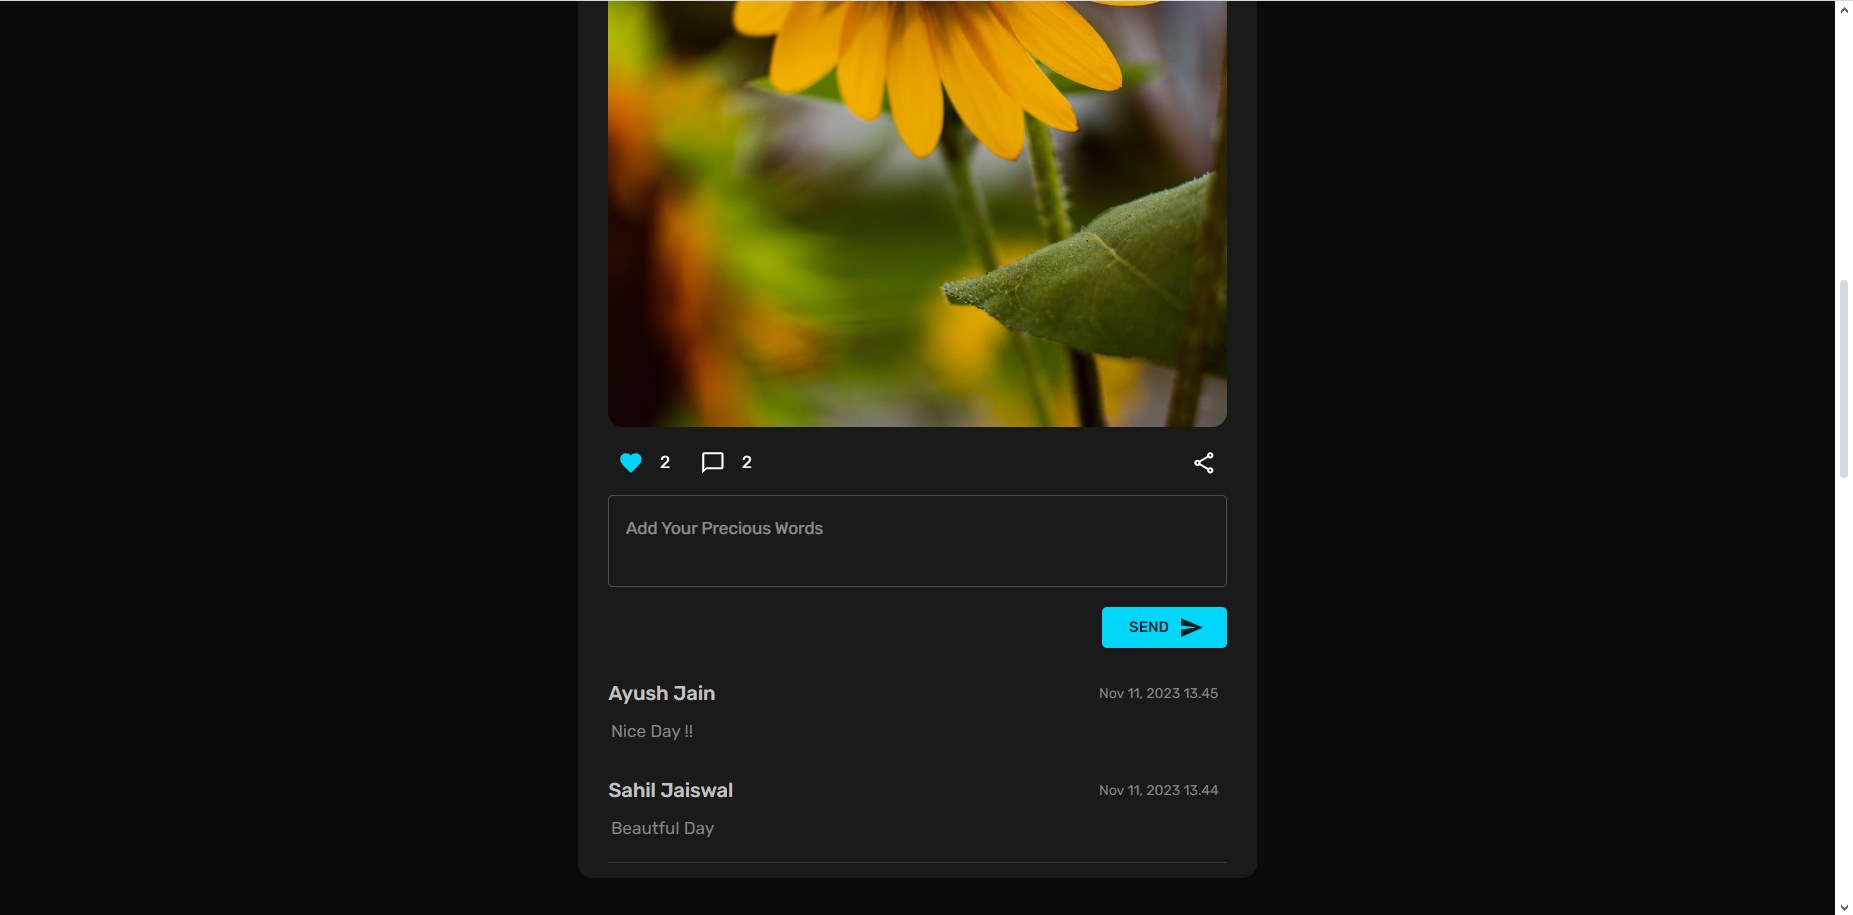 2 2
Add Your Precious Words
SEND
Ayush Jain Nov 11, 2023 13.45
Nice Day !!
Sahil Jaiswal Nov 11, 2023 13.44
Beautful Day